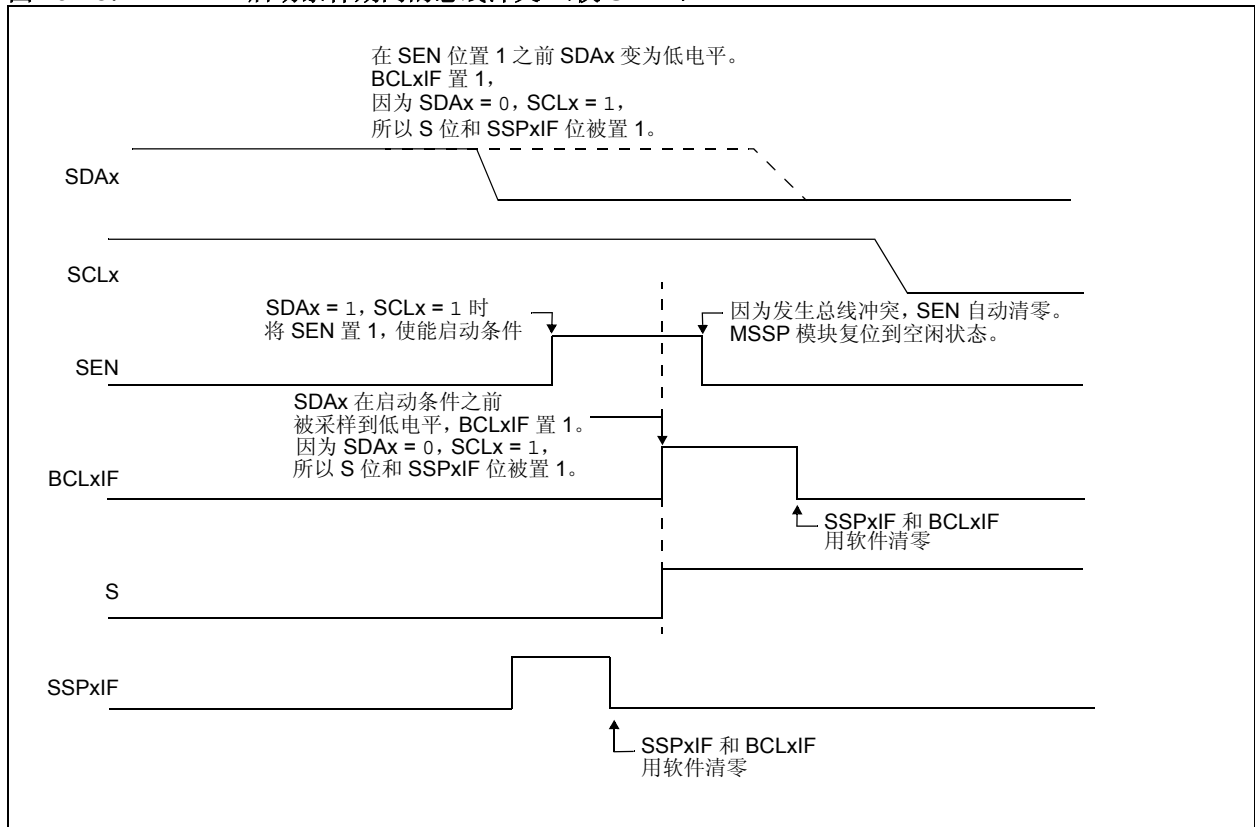 在 SEN 位置 1 之前 SDAx 变为低电平。
BCLxIF 置 1，
因为 SDAx = 0，SCLx = 1，
所以 S 位和 SSPxIF 位被置 1。
SDAx
SCLx
SDAx = 1，SCLx = 1 时
将 SEN 置 1，使能启动条件
因为发生总线冲突，SEN 自动清零。
MSSP 模块复位到空闲状态。
SEN
SDAx 在启动条件之前
被采样到低电平，BCLxIF 置 1。
因为 SDAx = 0，SCLx = 1，
所以 S 位和 SSPxIF 位被置 1。
BCLxIF
SSPxIF 和 BCLxIF
用软件清零
S
SSPxIF
SSPxIF 和 BCLxIF
用软件清零